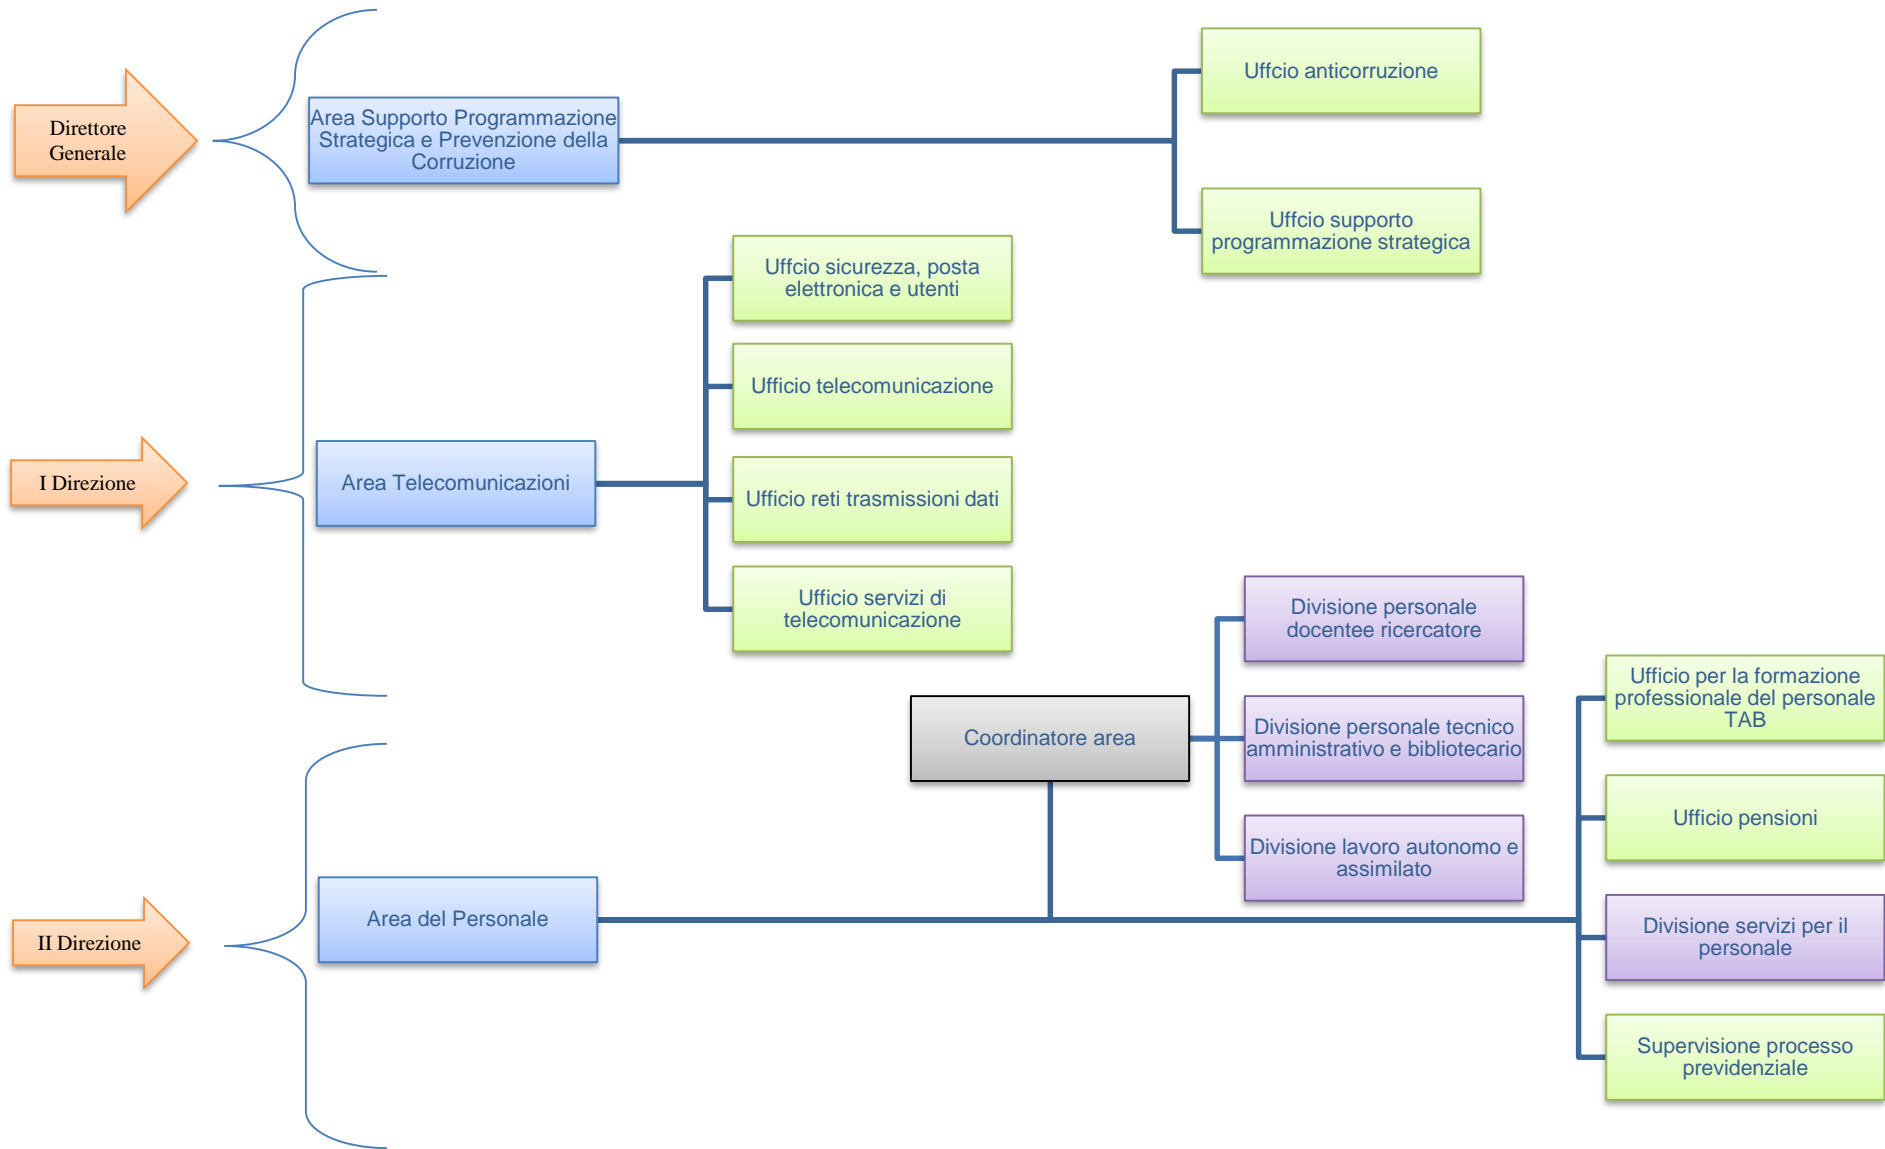 Direttore
Generale
Area Supporto Programmazione
Strategica e Prevenzione della
Corruzione
Uffcio anticorruzione
Uffcio supporto
programmazione strategica
I Direzione
Area Telecomunicazioni
Uffcio sicurezza, posta
elettronica e utenti
Ufficio telecomunicazione
Ufficio reti trasmissioni dati
Ufficio servizi di
telecomunicazione
II Direzione
Area del Personale
Coordinatore area
Divisione personale
docentee ricercatore
Divisione personale tecnico
amministrativo e bibliotecario
Divisione lavoro autonomo e
assimilato
Ufficio per la formazione
professionale del personale
TAB
Ufficio pensioni
Divisione servizi per il
personale
Supervisione processo
previdenziale